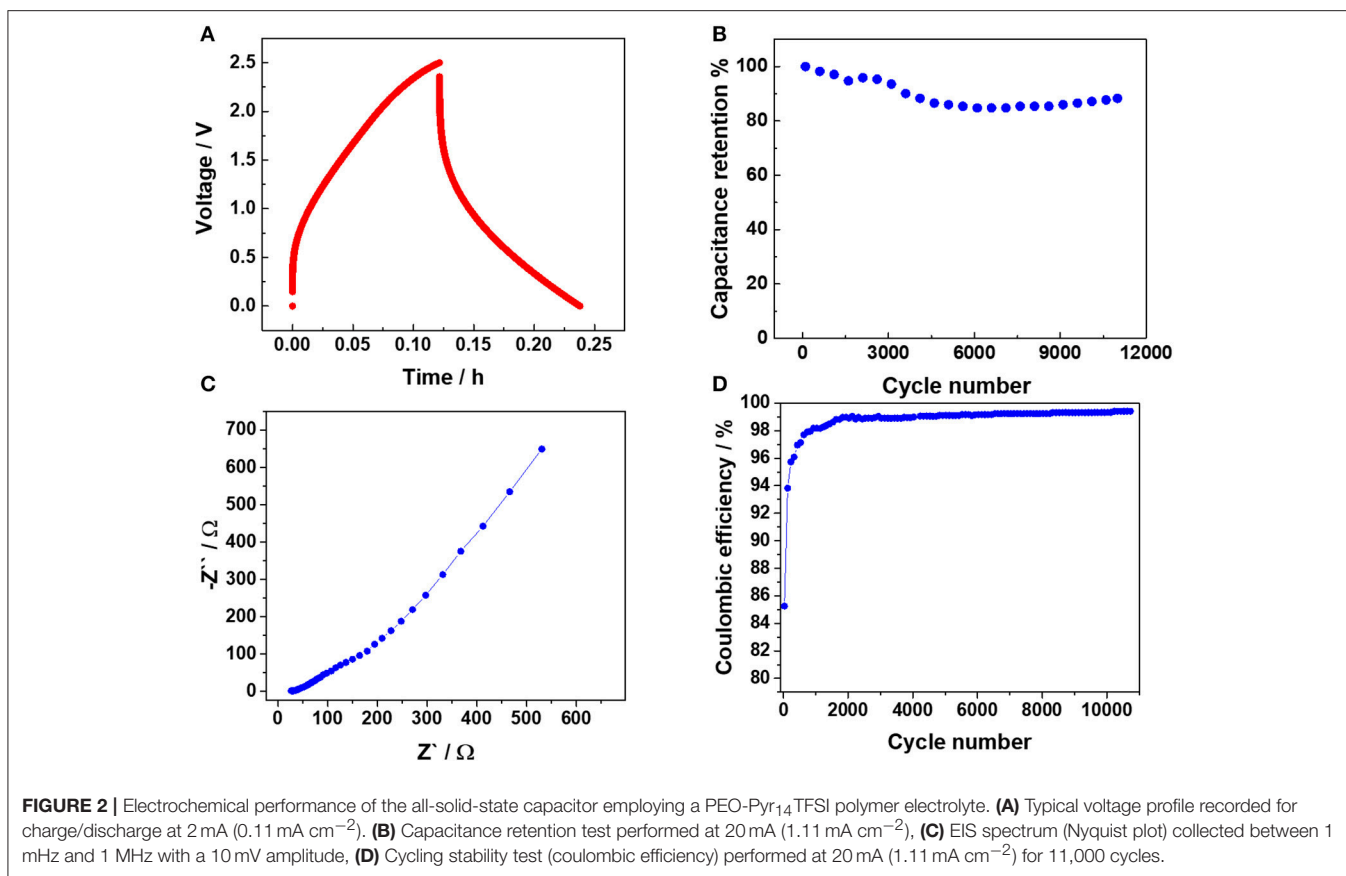 A
2.5
2.0
1.5
1.0
0.5
0.0
Voltage / V
0.00 0.05 0.10 0.15 0.20 0.25
Time / h
B
100
80
60
40
20
0
Capacitance retention %
0 3000 6000 9000 12000
Cycle number
C
700
600
500
400
300
200
100
0
-Z`` / Ω
0 100 200 300 400 500 600
Z` / Ω
D
100
98
96
94
92
90
88
86
84
82
80
Coulombic efficiency / %
0 2000 4000 6000 8000 10000
Cycle number
FIGURE 2 | Electrochemical performance of the all-solid-state capacitor employing a PEO-Pyr₁₄TFSI polymer electrolyte. (A) Typical voltage profile recorded for
charge/discharge at 2 mA (0.11 mA cm⁻²). (B) Capacitance retention test performed at 20 mA (1.11 mA cm⁻²), (C) EIS spectrum (Nyquist plot) collected between 1
mHz and 1 MHz with a 10 mV amplitude, (D) Cycling stability test (coulombic efficiency) performed at 20 mA (1.11 mA cm⁻²) for 11,000 cycles.